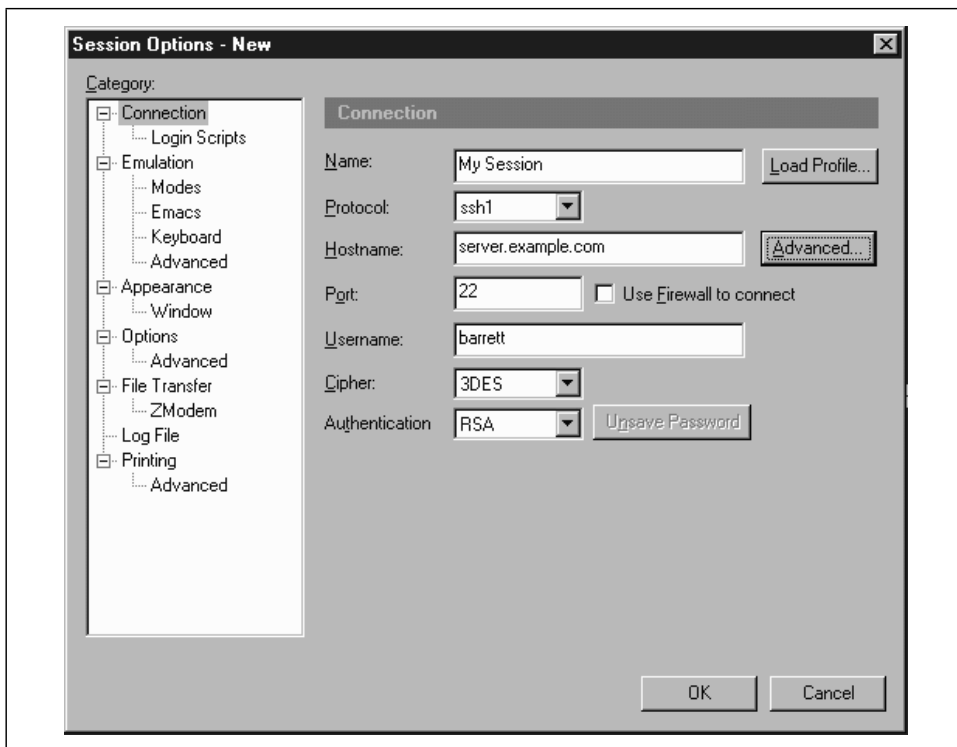 Session Options - New
Category:
Connection
Login Scripts
Emulation
Modes
Emacs
Keyboard
Advanced
Appearance
Window
Options
Advanced
File Transfer
ZModem
Log File
Printing
Advanced
Connection
Name: My Session Load Profile...
Protocol: ssh1
Hostname: server.example.com Advanced...
Port: 22 Use Firewall to connect
Username: barrett
Cipher: 3DES
Authentication RSA Unsave Password
OK Cancel